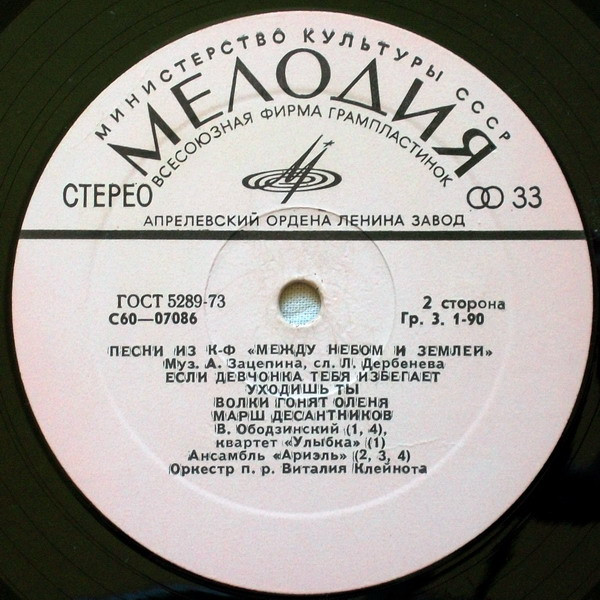 МИНИСТЕРСТВО КУЛЬТУРЫ СССР
МЕЛОДИЯ
ВСЕСОЮЗНАЯ ФИРМА ГРАМПЛАСТИНОК
СТЕРЕО
33
АПРЕЛЕВСКИЙ ОРДЕНА ЛЕНИНА ЗАВОД
ГОСТ 5289-73
2 сторона
С60—07086
Гр. 3. 1-90
ПЕСНИ ИЗ К-Ф «МЕЖДУ НЕБОМ И ЗЕМЛЕЙ»
Муз. А. Зацепина, сл. Л. Дербенева
ЕСЛИ ДЕВЧОНКА ТЕБЯ ИЗБЕГАЕТ
УХОДИШЬ ТЫ
ВОЛКИ ГОНЯТ ОЛЕНЯ
МАРШ ДЕСАНТНИКОВ
В. Ободзинский (1, 4),
квартет «Улыбка» (1)
Ансамбль «Ариэль» (2, 3, 4)
Оркестр п. р. Виталия Клейнота